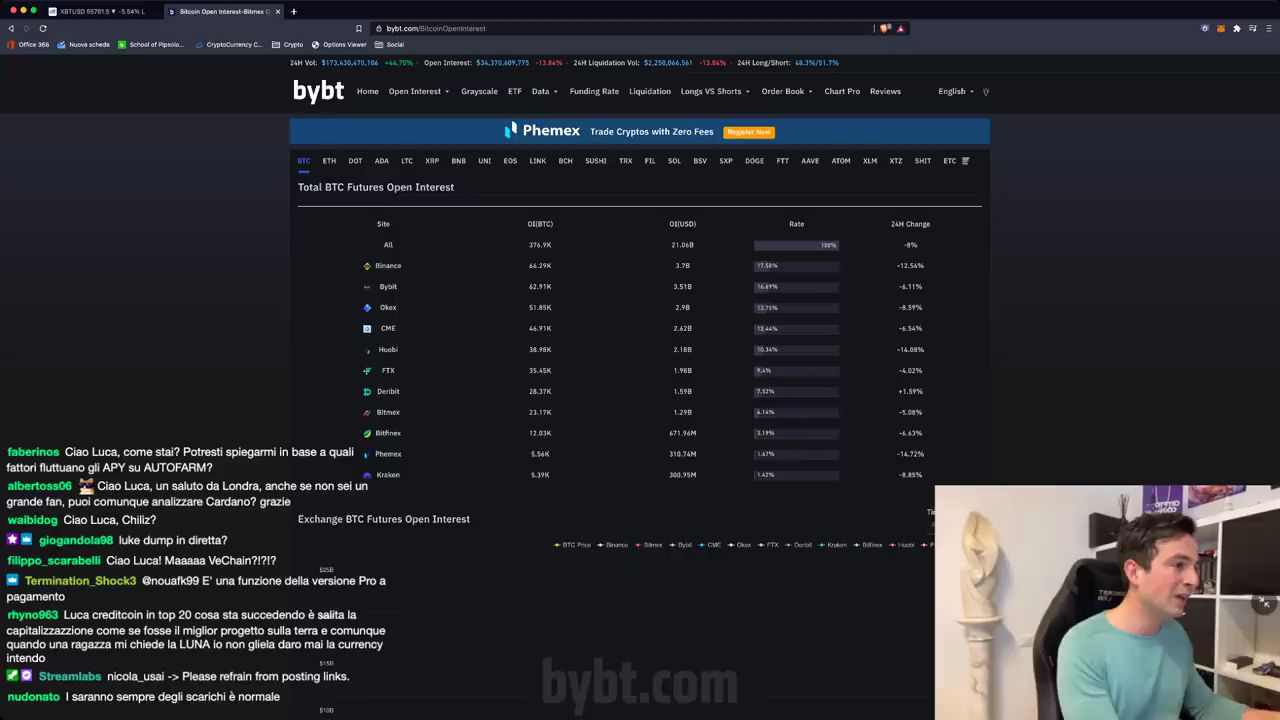 XBTUSD 55761.5 ▼ -5.54% L
Bitcoin Open Interest-Bitmex
bybt.com/BitcoinOpenInterest
Office 365 Nuova scheda School of Pipsolo... CryptoCurrency C... Crypto Options Viewer Social
24H Vol: $173,430,470,106 +44.75% Open Interest: $34,370,609,775 -13.84% 24H Liquidation Vol: $2,250,066,561 -13.84% 24H Long/Short: 48.3%/51.7%
bybt Home Open Interest Grayscale ETF Data Funding Rate Liquidation Longs VS Shorts Order Book Chart Pro Reviews English
Phemex Trade Cryptos with Zero Fees Register Now
BTC ETH DOT ADA LTC XRP BNB UNI EOS LINK BCH SUSHI TRX FIL SOL BSV SXP DOGE FTT AAVE ATOM XLM XTZ SHIT ETC
Total BTC Futures Open Interest
Site OI(BTC) OI(USD) Rate 24H Change
All 376.9K 21.06B 100% -8%
Binance 66.29K 3.7B 17.58% -12.54%
Bybit 62.91K 3.51B 16.69% -6.11%
Okex 51.85K 2.9B 13.75% -8.59%
CME 46.91K 2.62B 12.44% -6.54%
Huobi 38.98K 2.18B 10.34% -14.08%
FTX 35.45K 1.98B 9.4% -4.02%
Deribit 28.37K 1.59B 7.52% +1.59%
Bitmex 23.17K 1.29B 6.14% -5.08%
Bitfinex 12.03K 671.96M 3.19% -6.63%
Phemex 5.56K 310.74M 1.47% -14.72%
Kraken 5.39K 300.95M 1.42% -8.85%
Exchange BTC Futures Open Interest
BTC Price Binance Bitmex Bybit CME Okex FTX Deribit Kraken Bitfinex Huobi
$25B
$15B
$10B
bybt.com
faberinos Ciao Luca, come stai? Potresti spiegarmi in base a quali
fattori fluttuano gli APY su AUTOFARM?
albertoss06 Ciao Luca, un saluto da Londra, anche se non sei un
grande fan, puoi comunque analizzare Cardano? grazie
waibidog Ciao Luca, Chiliz?
giogandola98 luke dump in diretta?
filippo_scarabelli Ciao Luca! Maaaaa VeChain?!?!?
Termination_Shock3 @nouafk99 E' una funzione della versione Pro a
pagamento
rhyno963 Luca creditcoin in top 20 cosa sta succedendo è salita la
capitalizzazzione come se fosse il miglior progetto sulla terra e comunque
quando una ragazza mi chiede la LUNA io non gliela daro mai la currency
intendo
Streamlabs nicola_usai -> Please refrain from posting links.
nudonato I saranno sempre degli scarichi è normale